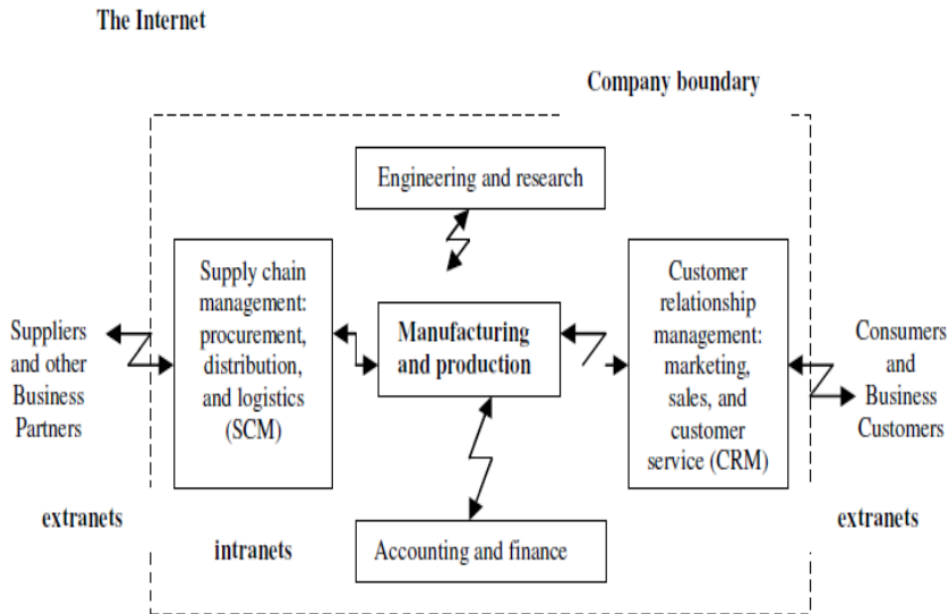 The Internet
Company boundary
Engineering and research
Supply chain
management:
procurement,
distribution,
and logistics
(SCM)
Manufacturing
and production
Customer
relationship
management:
marketing,
sales, and
customer
service (CRM)
Suppliers
and other
Business
Partners
Consumers
and
Business
Customers
extranets
intranets
Accounting and finance
extranets